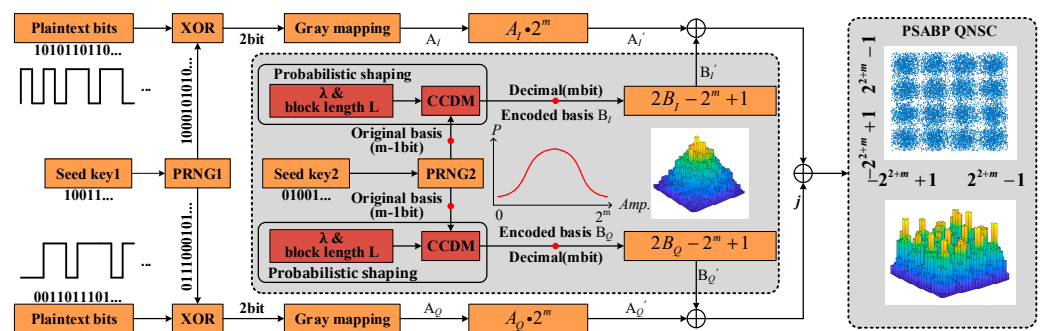 Plaintext bits
1010110110...
XOR
2bit
Gray mapping
A_I
A_I • 2^m
A_I′
PSABP QNSC
...
1000101010...
Probabilistic shaping
λ &
block length L
CCDM
Decimal(mbit)
Encoded basis B_I
B_I′
2B_I − 2^m + 1
Original basis
(m-1bit)
P
Seed key1
10011...
PRNG1
Seed key2
01001...
PRNG2
0
2^m
Amp.
Original basis
(m-1bit)
j
−2^{2+m} + 1
2^{2+m} − 1
−2^{2+m} + 1
2^{2+m} − 1
0111000101...
λ &
block length L
CCDM
Encoded basis B_Q
Decimal(mbit)
2B_Q − 2^m + 1
Probabilistic shaping
B_Q′
...
0011011101...
Plaintext bits
XOR
2bit
Gray mapping
A_Q
A_Q • 2^m
A_Q′